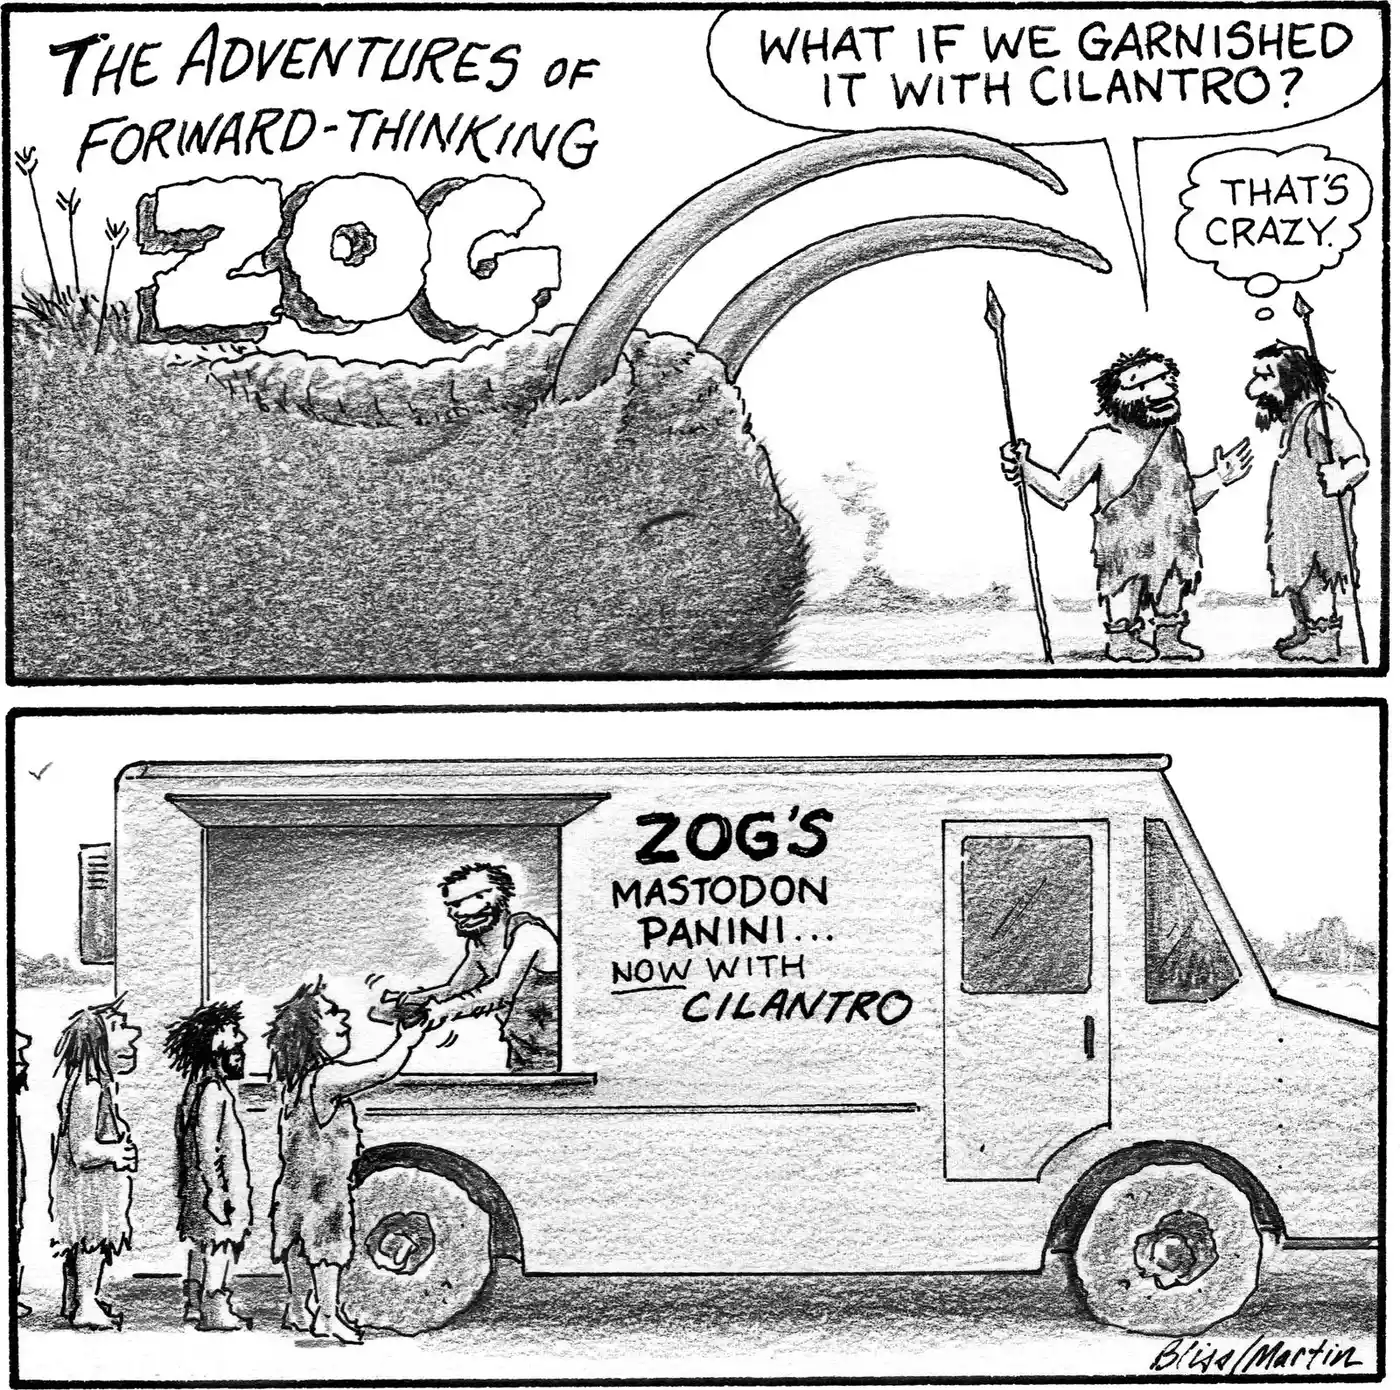 THE ADVENTURES OF
FORWARD-THINKING
ZOG
WHAT IF WE GARNISHED
IT WITH CILANTRO?
THAT'S
CRAZY.
ZOG'S
MASTODON
PANINI...
NOW WITH
CILANTRO
Bliss/Martin